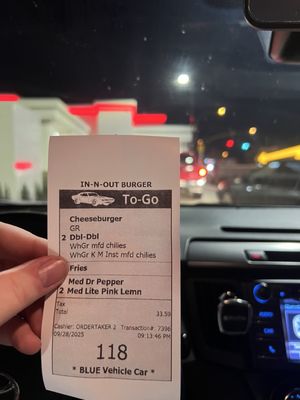 IN-N-OUT BURGER
To-Go
Cheeseburger
GR
2 Dbl-Dbl
WhGr mfd chilies
WhGr K M Inst mfd chilies
Fries
Med Dr Pepper
2 Med Lite Pink Lemn
Tax
Total 33.59
Cashier: ORDERTAKER 2 Transaction#: 7396
09/28/2025 09:13:46 PM
118
* BLUE Vehicle Car *